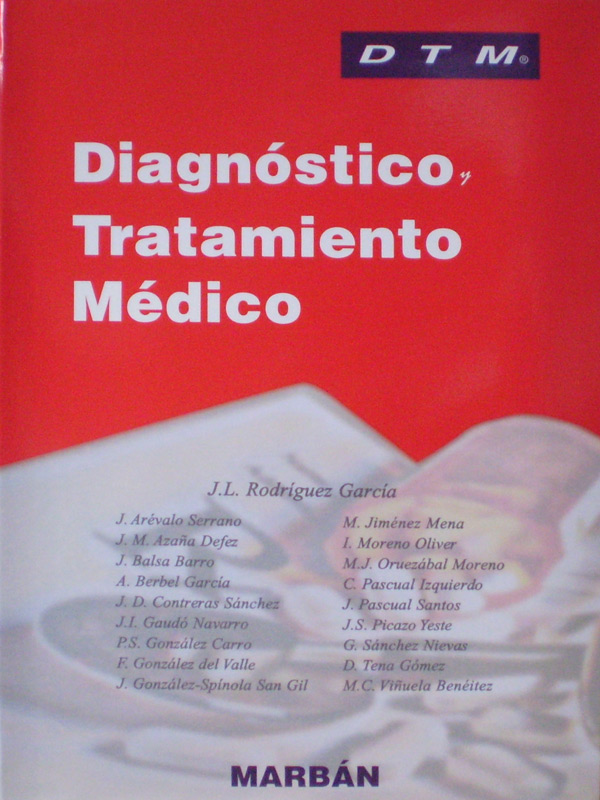 D T M®
Diagnóstico y
Tratamiento
Médico
J.L. Rodríguez García
J. Arévalo Serrano
J. M. Azaña Defez
J. Balsa Barro
A. Berbel García
J. D. Contreras Sánchez
J.I. Gaudó Navarro
P.S. González Carro
F. González del Valle
J. González-Spínola San Gil
M. Jiménez Mena
I. Moreno Oliver
M.J. Oruezábal Moreno
C. Pascual Izquierdo
J. Pascual Santos
J.S. Picazo Yeste
G. Sánchez Nievas
D. Tena Gómez
M.C. Viñuela Benéitez
MARBÁN